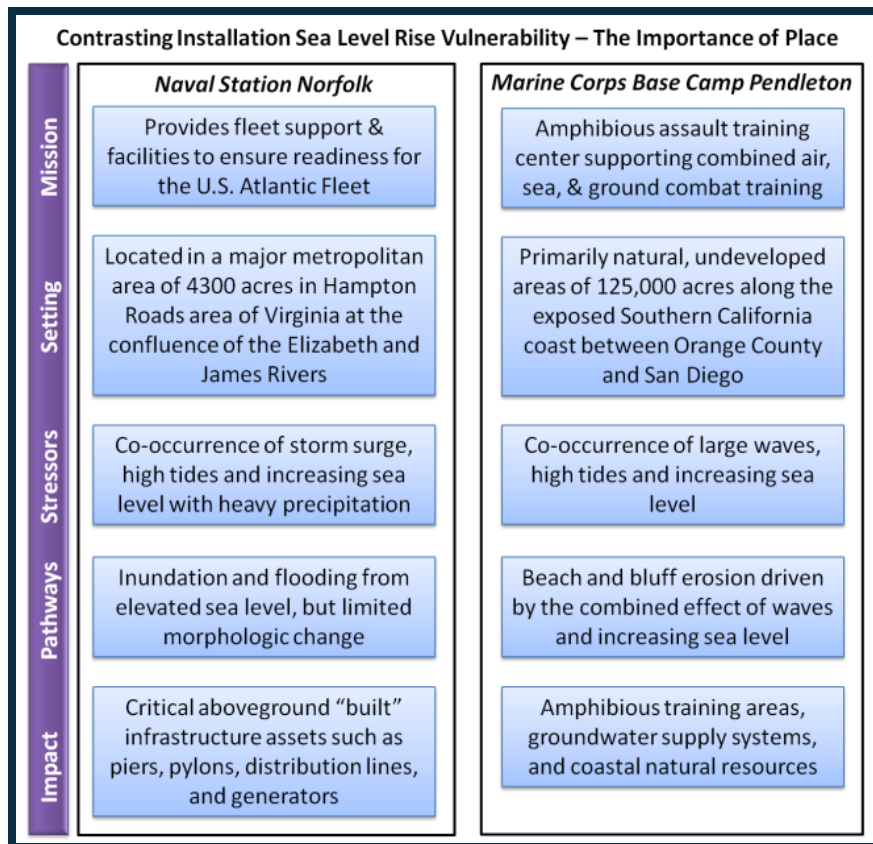 Contrasting Installation Sea Level Rise Vulnerability – The Importance of Place
Naval Station Norfolk
Marine Corps Base Camp Pendleton
Mission
Provides fleet support &
facilities to ensure readiness for
the U.S. Atlantic Fleet
Amphibious assault training
center supporting combined air,
sea, & ground combat training
Setting
Located in a major metropolitan
area of 4300 acres in Hampton
Roads area of Virginia at the
confluence of the Elizabeth and
James Rivers
Primarily natural, undeveloped
areas of 125,000 acres along the
exposed Southern California
coast between Orange County
and San Diego
Stressors
Co-occurrence of storm surge,
high tides and increasing sea
level with heavy precipitation
Co-occurrence of large waves,
high tides and increasing sea
level
Pathways
Inundation and flooding from
elevated sea level, but limited
morphologic change
Beach and bluff erosion driven
by the combined effect of waves
and increasing sea level
Impact
Critical aboveground “built”
infrastructure assets such as
piers, pylons, distribution lines,
and generators
Amphibious training areas,
groundwater supply systems,
and coastal natural resources